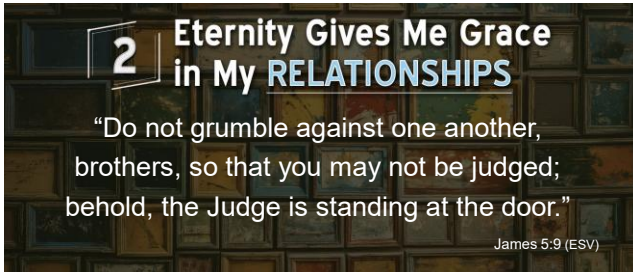 2
Eternity Gives Me Grace
in My RELATIONSHIPS
“Do not grumble against one another,
brothers, so that you may not be judged;
behold, the Judge is standing at the door.”
James 5:9 (ESV)